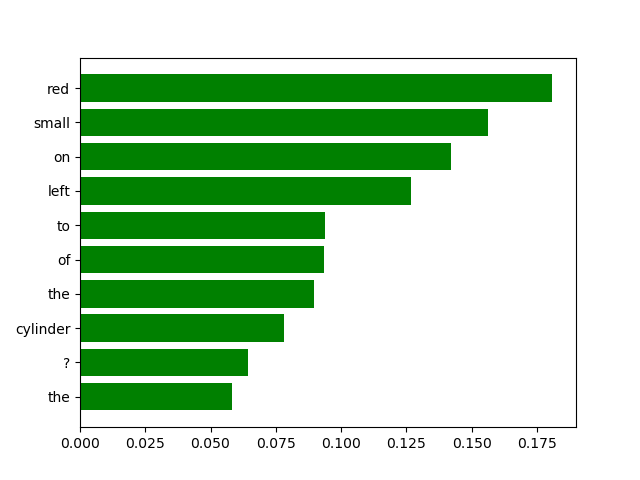 red
small
on
left
to
of
the
cylinder
?
the
0.000 0.025 0.050 0.075 0.100 0.125 0.150 0.175